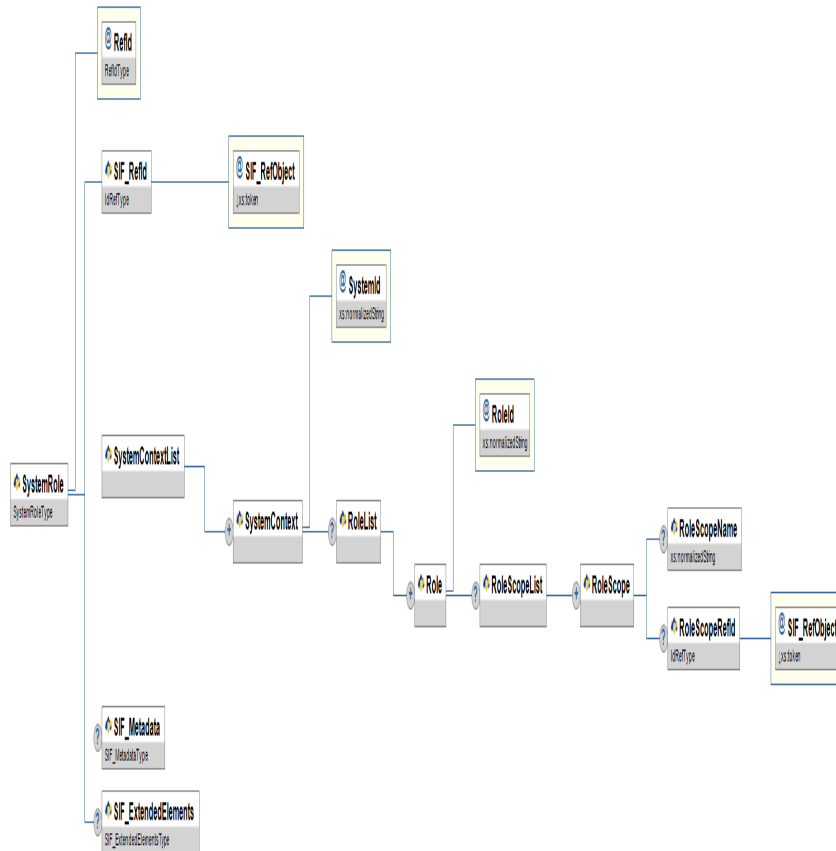 @ RefId
RefIdType
SIF_RefId
IdRefType
@ SIF_RefObject
xs:token
@ SystemId
xs:normalizedString
@ RoleId
xs:normalizedString
SystemContextList
SystemRole
SystemRoleType
+ SystemContext
? RoleList
+ Role
? RoleScopeList
+ RoleScope
? RoleScopeName
xs:normalizedString
? RoleScopeRefId
IdRefType
@ SIF_RefObject
xs:token
? SIF_Metadata
SIF_MetadataType
? SIF_ExtendedElements
SIF_ExtendedElementsType